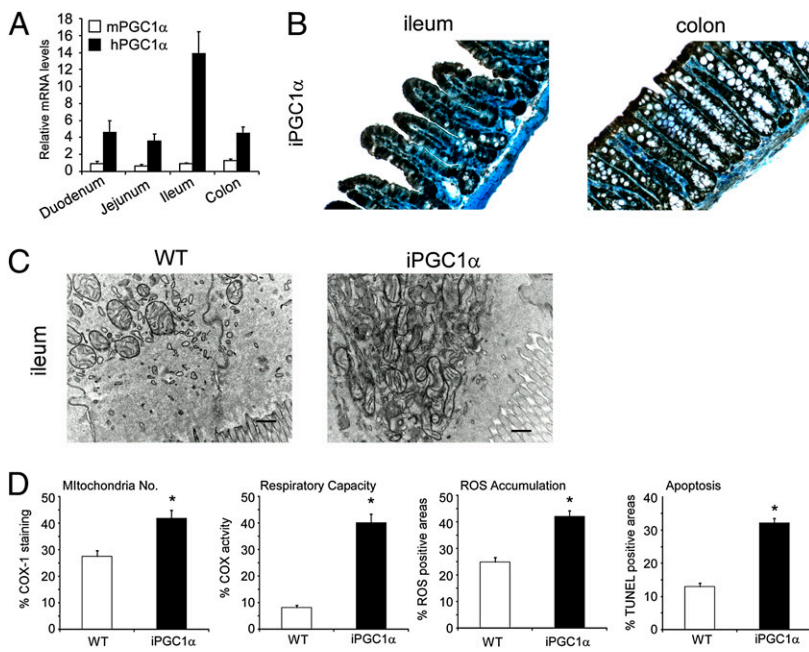 A
Relative mRNA levels
18
16
14
12
10
8
6
4
2
0
mPGC1α
hPGC1α
Duodenum
Jejunum
Ileum
Colon
B
ileum
colon
iPGC1α
C
WT
iPGC1α
ileum
D
MItochondria No.
% COX-1 staining
50
40
30
20
10
0
*
WT
iPGC1α
Respiratory Capacity
% COX actvity
50
40
30
20
10
0
*
WT
iPGC1α
ROS Accumulation
% ROS positive areas
50
40
30
20
10
0
*
WT
iPGC1α
Apoptosis
% TUNEL positive areas
40
30
20
10
0
*
WT
iPGC1α